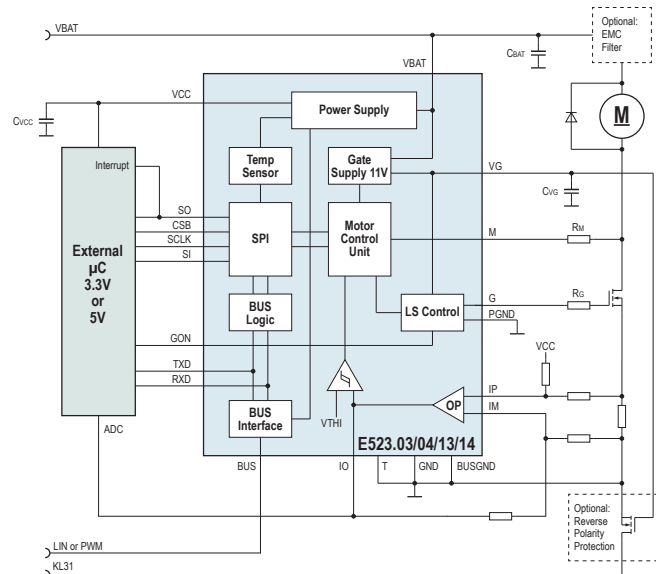 Optional:
EMC
Filter
VBAT
CBAT
VBAT
VCC
CVCC
Power Supply
M
Interrupt
Temp
Sensor
Gate
Supply 11V
VG
CVG
SO
CSB
SCLK
SI
SPI
Motor
Control
Unit
M
RM
External
µC
3.3V
or
5V
BUS
Logic
LS Control
G
RG
PGND
GON
VCC
TXD
RXD
IP
IM
OP
VTHI
BUS
Interface
ADC
E523.03/04/13/14
BUS
IO
T
GND
BUSGND
Optional:
Reverse
Polarity
Protection
LIN or PWM
KL31